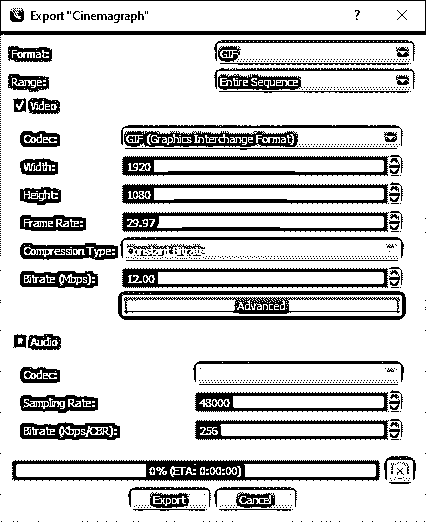 Export "Cinemagraph"
Format: GIF
Range: Entire Sequence
Video
Codec: GIF (Graphics Interchange Format)
Width: 1920
Height: 1080
Frame Rate: 29.97
Compression Type: Constant Bitrate
Bitrate (Mbps): 12.00
Advanced
Audio
Codec:
Sampling Rate: 48000
Bitrate (Kbps/CBR): 256
0% (ETA: 0:00:00)
Export Cancel